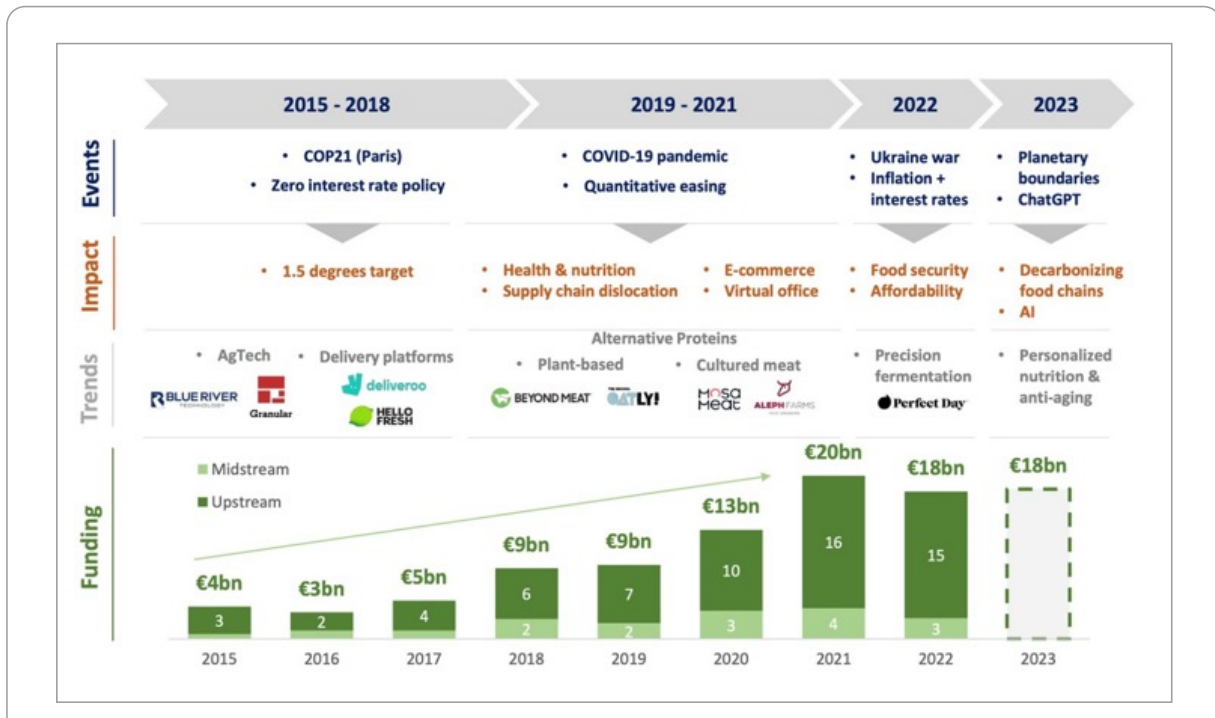 2015 - 2018
2019 - 2021
2022
2023
Events
• COP21 (Paris)
• Zero interest rate policy
• COVID-19 pandemic
• Quantitative easing
• Ukraine war
• Inflation +
interest rates
• Planetary
boundaries
• ChatGPT
Impact
• 1.5 degrees target
• Health & nutrition
• Supply chain dislocation
• E-commerce
• Virtual office
• Food security
• Affordability
• Decarbonizing
food chains
• AI
Trends
• AgTech
BLUE RIVER
TECHNOLOGY
Granular
• Delivery platforms
deliveroo
HELLO
FRESH
Alternative Proteins
• Plant-based
BEYOND MEAT
OATLY!
• Cultured meat
MOSA
MEAT
ALEPH FARMS
• Precision
fermentation
Perfect Day
• Personalized
nutrition &
anti-aging
Funding
Midstream
Upstream
€4bn
€3bn
€5bn
€9bn
€9bn
€13bn
€20bn
€18bn
€18bn
3
2
4
6
7
10
16
15
2
2
3
4
3
2015
2016
2017
2018
2019
2020
2021
2022
2023